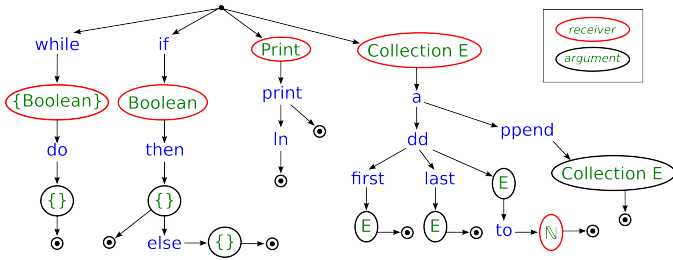 while if Print Collection E receiver
argument
{Boolean} Boolean print a
ppend
do then ln dd
first last E Collection E
{} {} E E to ℕ
else {}